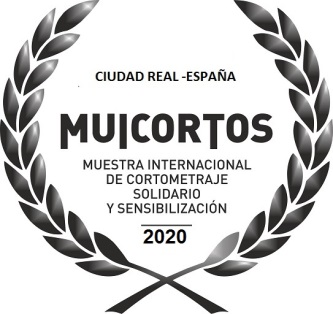 CIUDAD REAL -ESPAÑA
MUICORTOS
MUESTRA INTERNACIONAL
DE CORTOMETRAJE
SOLIDARIO
Y SENSIBILIZACIÓN
2020